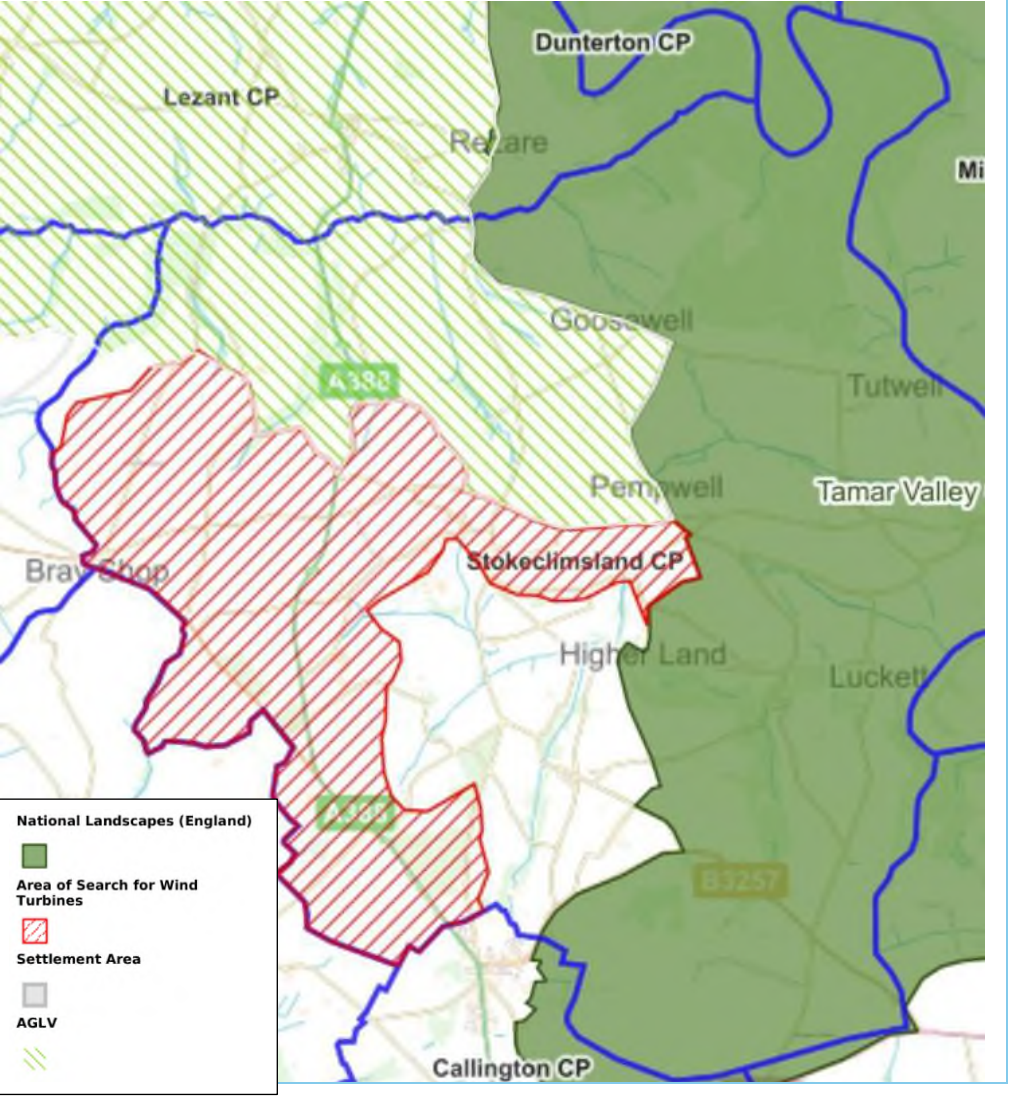 Dunterton CP
Lezant CP
Mi
Goosewell
A388
Tutwell
Pempwell
Tamar Valley
Stokeclimsland CP
Bray Shop
Higher Land
Luckett
A388
B3257
Callington CP
National Landscapes (England)
Area of Search for Wind
Turbines
Settlement Area
AGLV